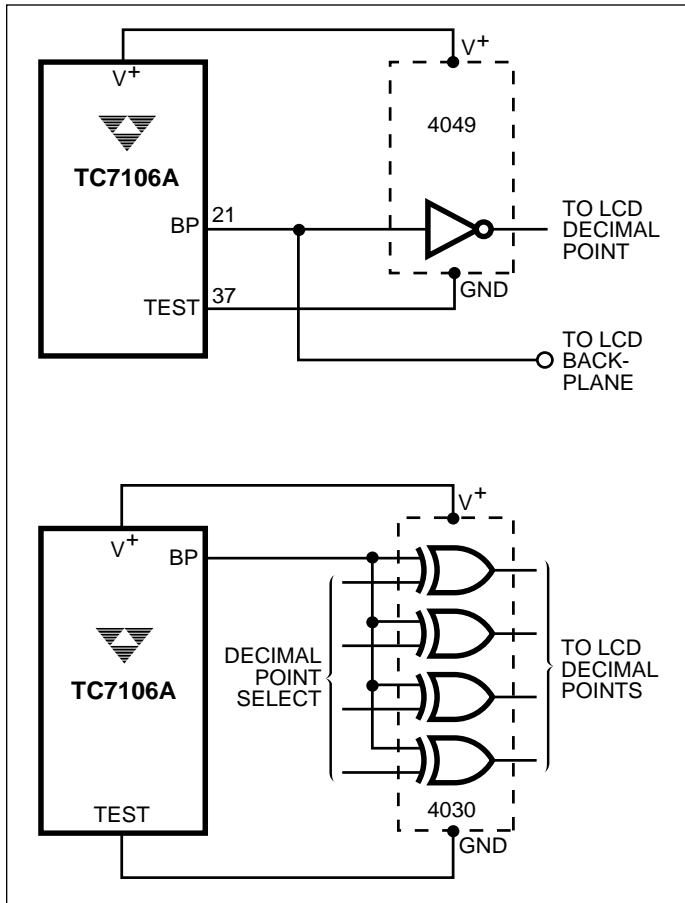 V+
V+
4049
TC7106A
BP
21
TO LCD
DECIMAL
POINT
TEST
37
GND
TO LCD
BACK-
PLANE
V+
V+
BP
DECIMAL
POINT
SELECT
TO LCD
DECIMAL
POINTS
TC7106A
4030
TEST
GND